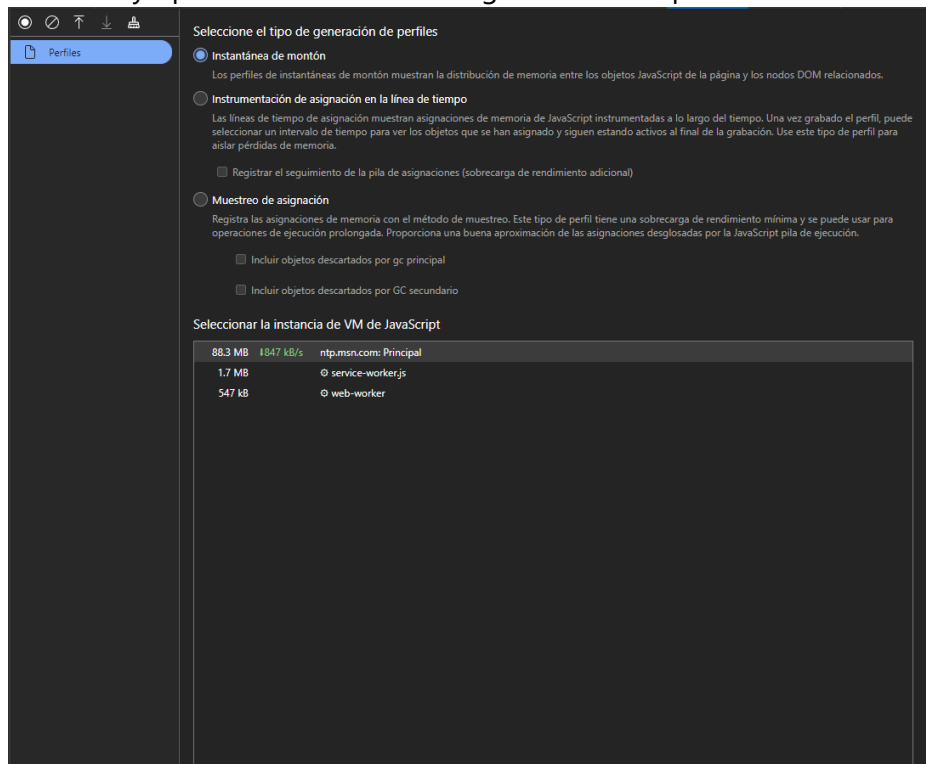 Seleccione el tipo de generación de perfiles
Perfiles
Instantánea de montón
Los perfiles de instantáneas de montón muestran la distribución de memoria entre los objetos JavaScript de la página y los nodos DOM relacionados.
Instrumentación de asignación en la línea de tiempo
Las líneas de tiempo de asignación muestran asignaciones de memoria de JavaScript instrumentadas a lo largo del tiempo. Una vez grabado el perfil, puede
seleccionar un intervalo de tiempo para ver los objetos que se han asignado y siguen estando activos al final de la grabación. Use este tipo de perfil para
aislar pérdidas de memoria.
Registrar el seguimiento de la pila de asignaciones (sobrecarga de rendimiento adicional)
Muestreo de asignación
Registra las asignaciones de memoria con el método de muestreo. Este tipo de perfil tiene una sobrecarga de rendimiento mínima y se puede usar para
operaciones de ejecución prolongada. Proporciona una buena aproximación de las asignaciones desglosadas por la JavaScript pila de ejecución.
Incluir objetos descartados por gc principal
Incluir objetos descartados por GC secundario
Seleccionar la instancia de VM de JavaScript
88.3 MB ⬇847 kB/s ntp.msn.com: Principal
1.7 MB ⚙ service-worker.js
547 kB ⚙ web-worker